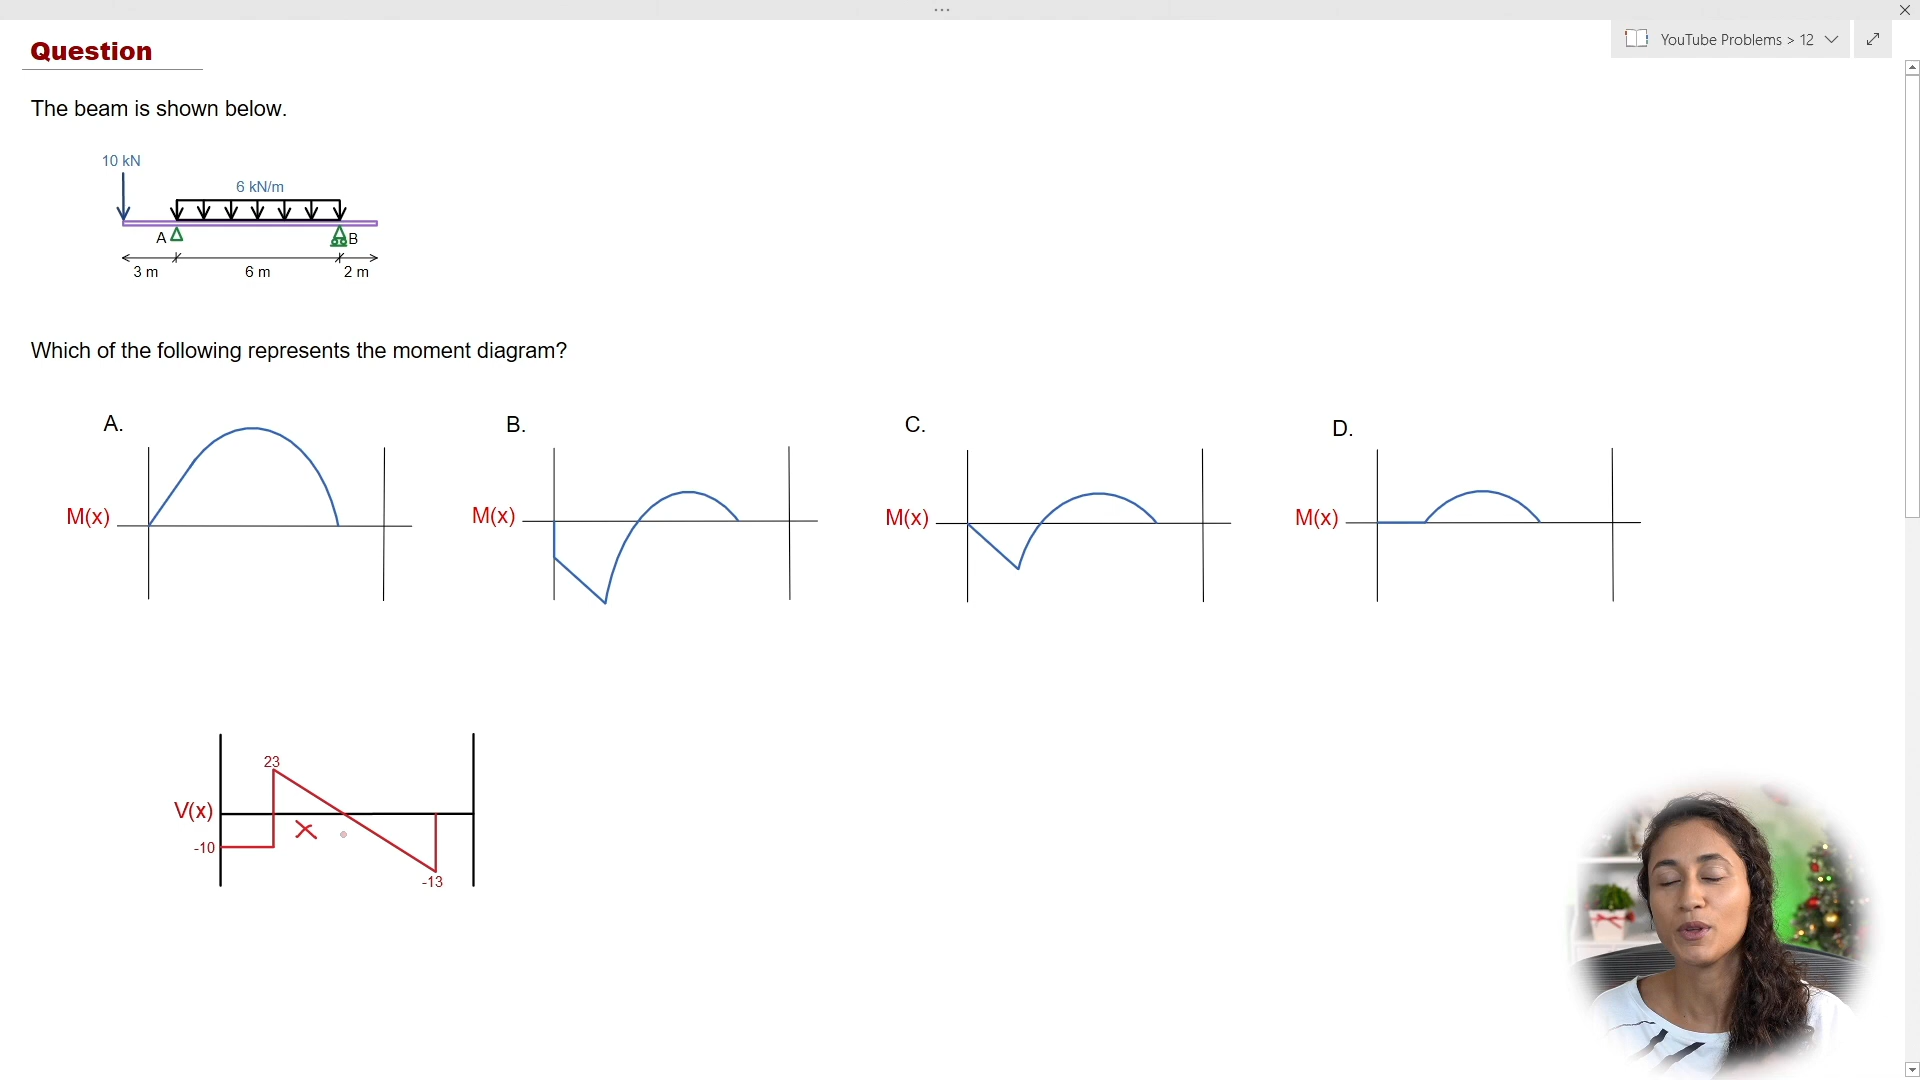 Question
YouTube Problems > 12
The beam is shown below.
10 kN
6 kN/m
A
B
3 m
6 m
2 m
Which of the following represents the moment diagram?
A.
B.
C.
D.
M(x)
M(x)
M(x)
M(x)
23
V(x)
x
-10
-13